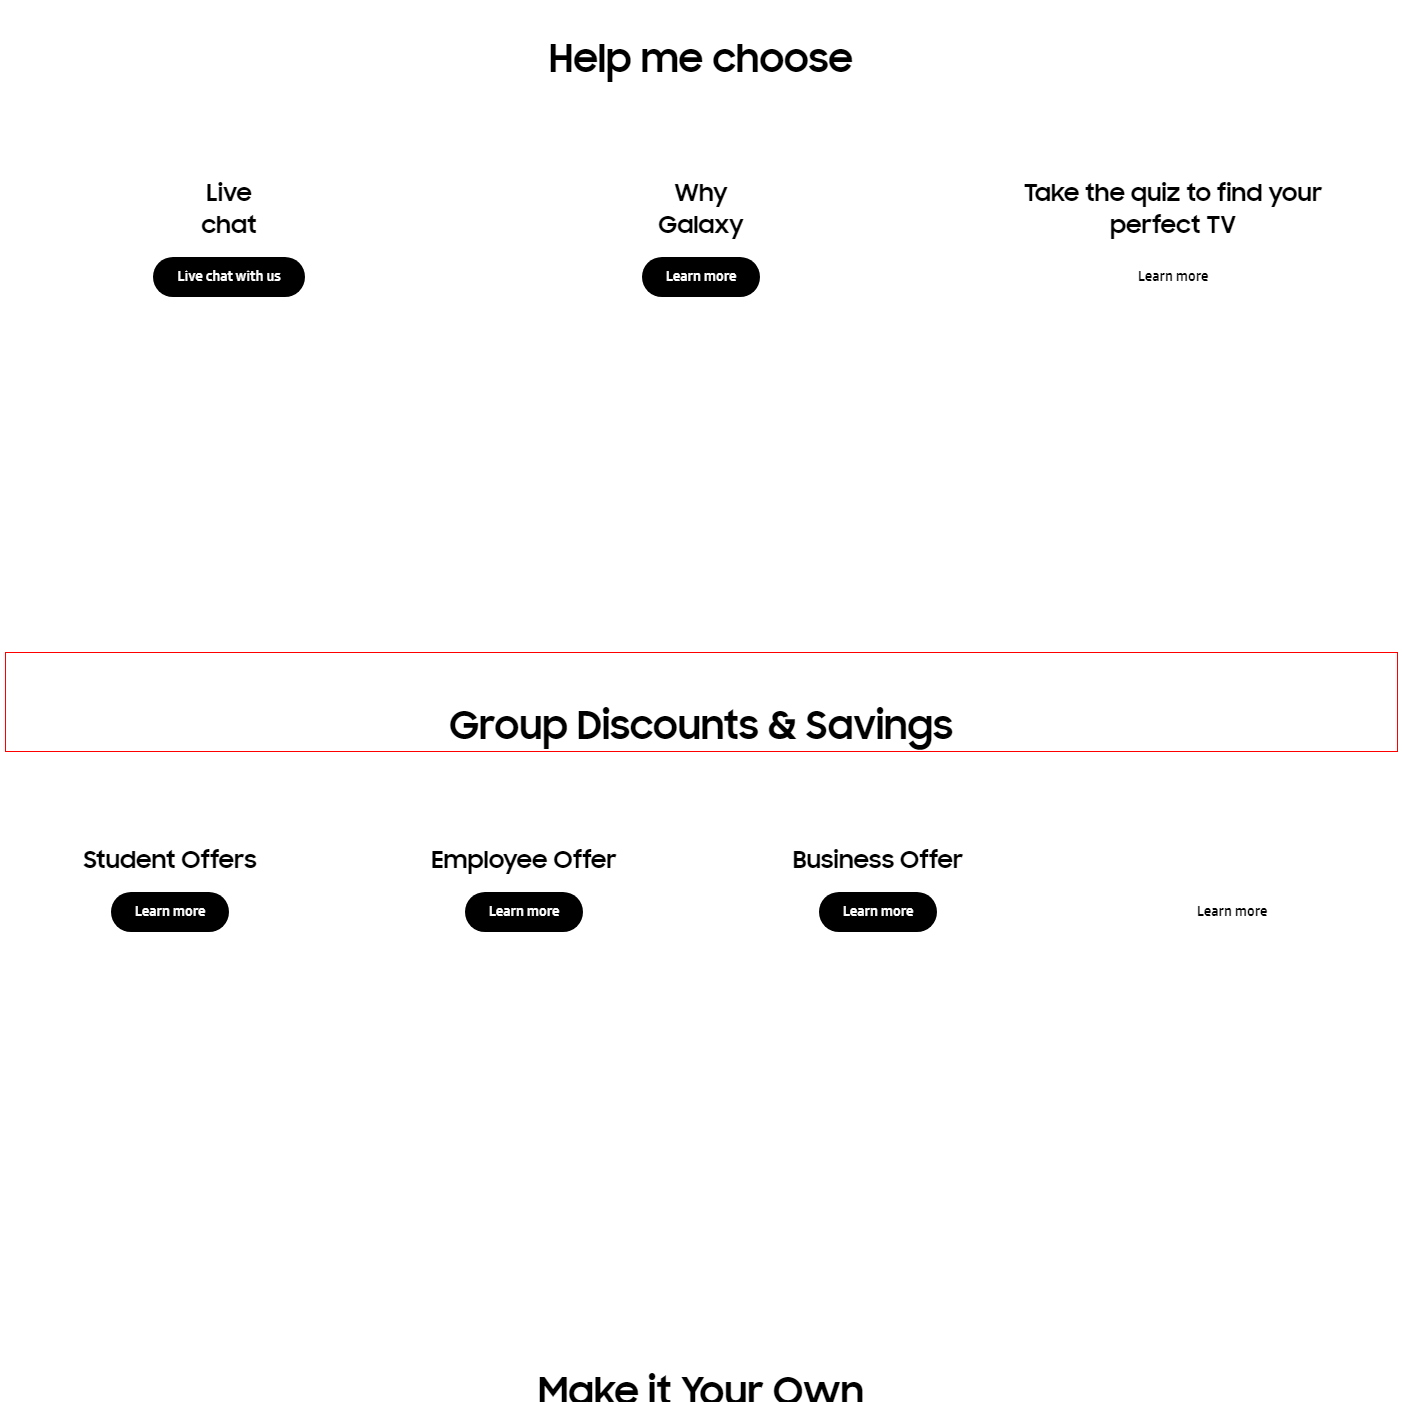 Help me choose
Live
chat
Live chat with us
Why
Galaxy
Learn more
Take the quiz to find your
perfect TV
Learn more
Group Discounts & Savings
Student Offers
Learn more
Employee Offer
Learn more
Business Offer
Learn more
Learn more
Make it Your Own